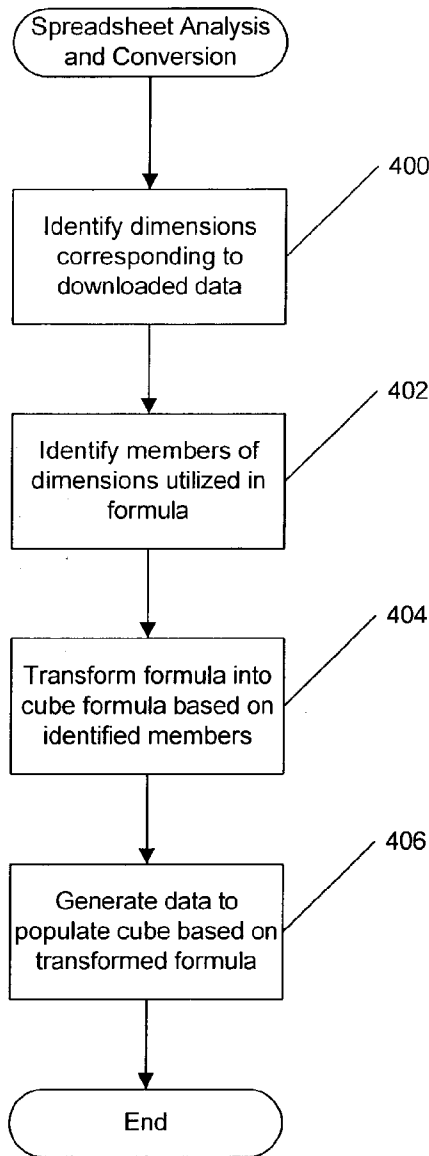 Spreadsheet Analysis
and Conversion
400
Identify dimensions
corresponding to
downloaded data
402
Identify members of
dimensions utilized in
formula
404
Transform formula into
cube formula based on
identified members
406
Generate data to
populate cube based on
transformed formula
End